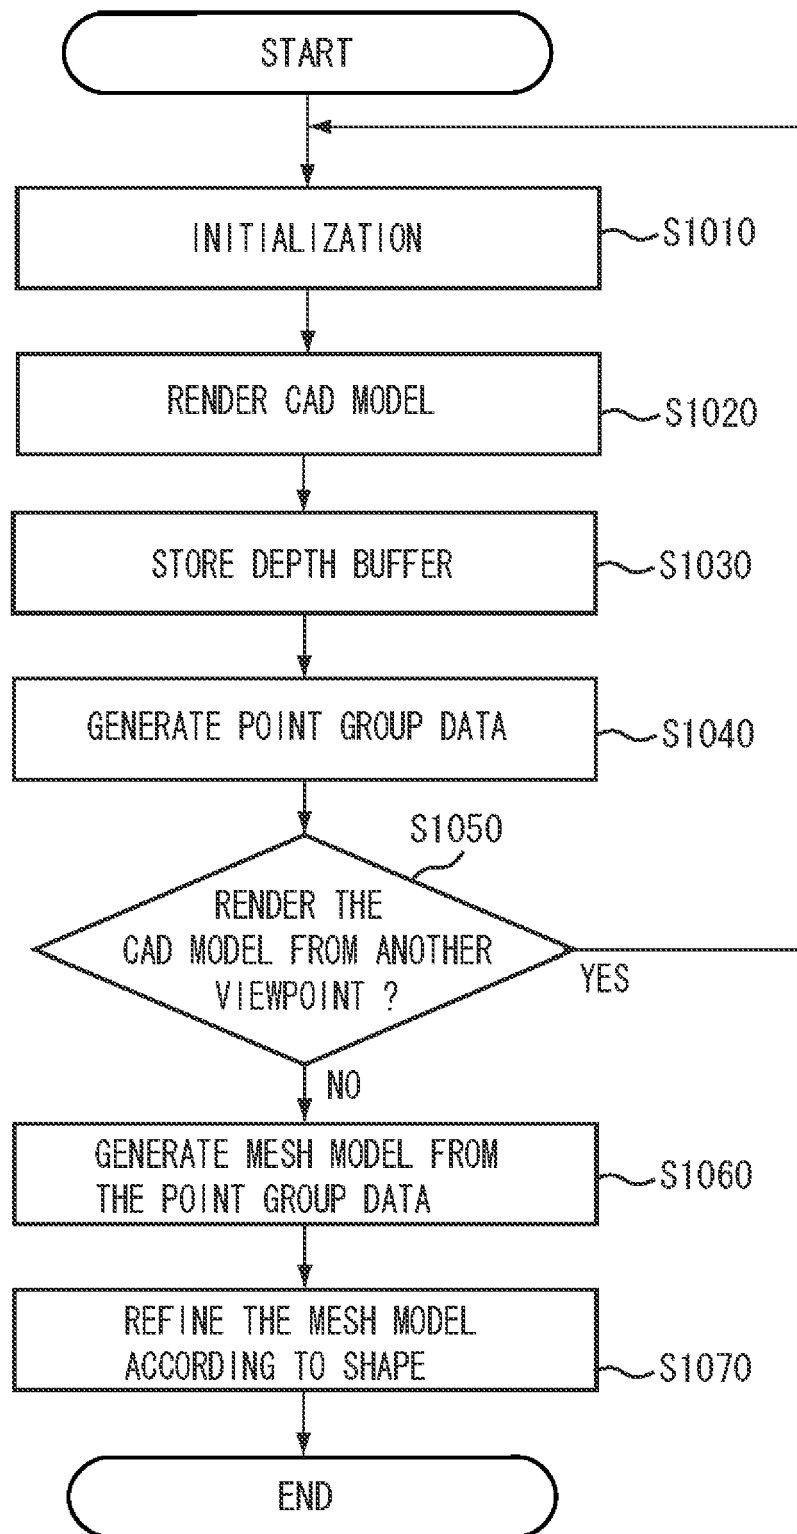 START
INITIALIZATION
S1010
RENDER CAD MODEL
S1020
STORE DEPTH BUFFER
S1030
GENERATE POINT GROUP DATA
S1040
S1050
RENDER THE
CAD MODEL FROM ANOTHER
VIEWPOINT ?
YES
NO
GENERATE MESH MODEL FROM
THE POINT GROUP DATA
S1060
REFINE THE MESH MODEL
ACCORDING TO SHAPE
S1070
END